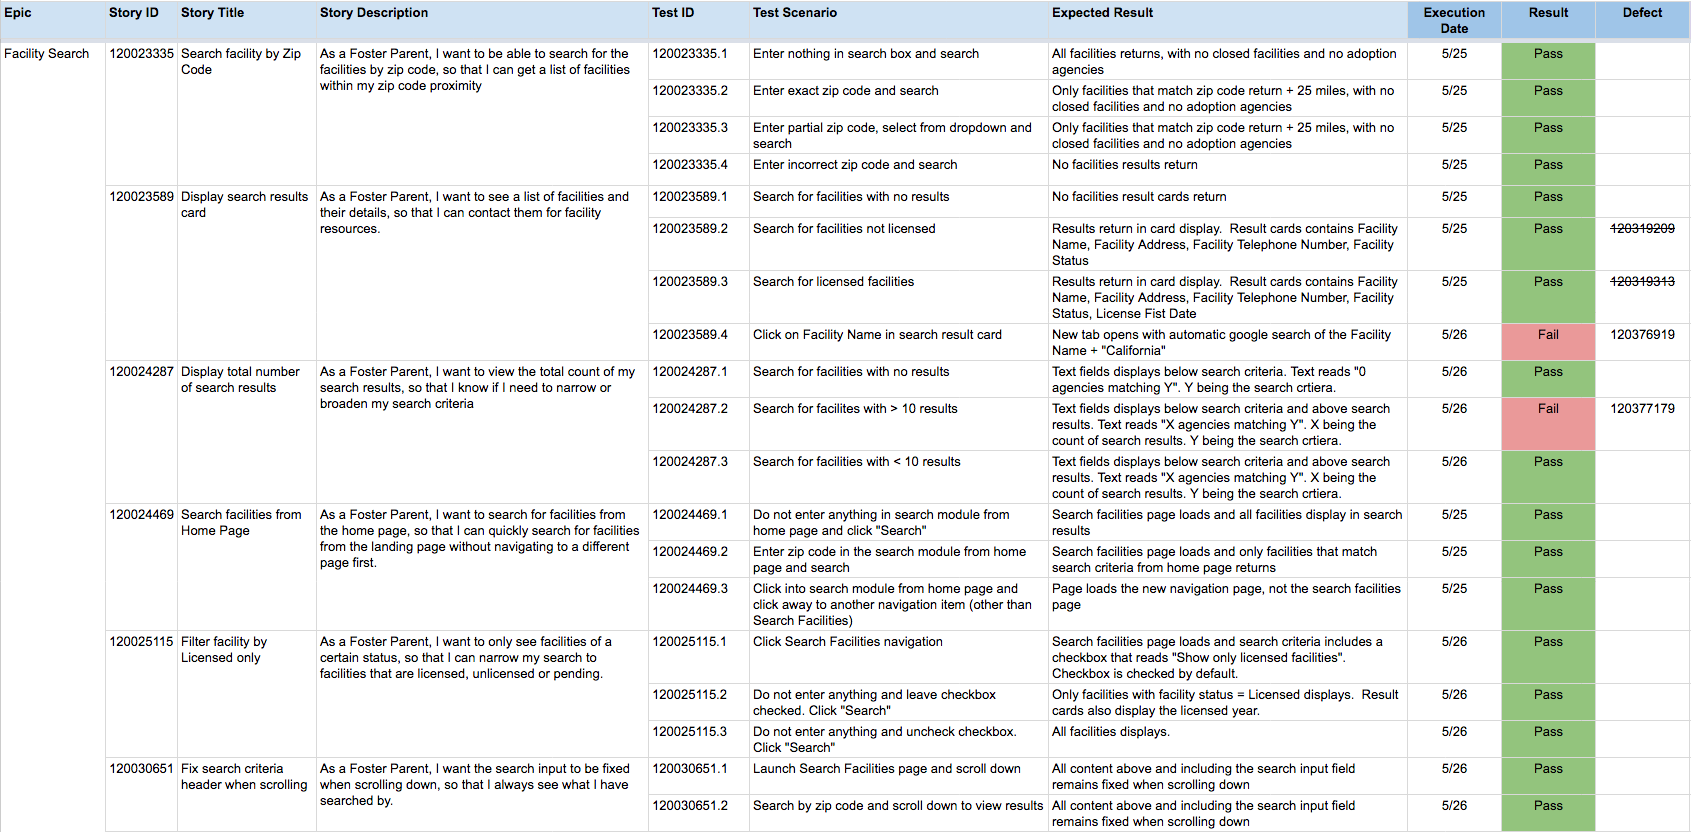 Epic Story ID Story Title Story Description Test ID Test Scenario Expected Result Execution Result Defect
Date
Facility Search 120023335 Search facility by Zip As a Foster Parent, I want to be able to search for the 120023335.1 Enter nothing in search box and search All facilities returns, with no closed facilities and no adoption 5/25 Pass
Code facilities by zip code, so that I can get a list of facilities agencies
within my zip code proximity
120023335.2 Enter exact zip code and search Only facilities that match zip code return + 25 miles, with no 5/25 Pass
closed facilities and no adoption agencies
120023335.3 Enter partial zip code, select from dropdown and Only facilities that match zip code return + 25 miles, with no 5/25 Pass
search closed facilities and no adoption agencies
120023335.4 Enter incorrect zip code and search No facilities results return 5/25 Pass
120023589 Display search results As a Foster Parent, I want to see a list of facilities and 120023589.1 Search for facilities with no results No facilities result cards return 5/25 Pass
card their details, so that I can contact them for facility
resources.
120023589.2 Search for facilities not licensed Results return in card display. Result cards contains Facility 5/25 Pass 120319209
Name, Facility Address, Facility Telephone Number, Facility
Status
120023589.3 Search for licensed facilities Results return in card display. Result cards contains Facility 5/25 Pass 120319313
Name, Facility Address, Facility Telephone Number, Facility
Status, License Fist Date
120023589.4 Click on Facility Name in search result card New tab opens with automatic google search of the Facility 5/26 Fail 120376919
Name + "California"
120024287 Display total number As a Foster Parent, I want to view the total count of my 120024287.1 Search for facilities with no results Text fields displays below search criteria. Text reads "0 5/26 Pass
of search results search results, so that I know if I need to narrow or agencies matching Y". Y being the search crtiera.
broaden my search criteria
120024287.2 Search for facilites with > 10 results Text fields displays below search criteria and above search 5/26 Fail 120377179
results. Text reads "X agencies matching Y". X being the
count of search results. Y being the search crtiera.
120024287.3 Search for facilities with < 10 results Text fields displays below search criteria and above search 5/26 Pass
results. Text reads "X agencies matching Y". X being the
count of search results. Y being the search crtiera.
120024469 Search facilities from As a Foster Parent, I want to search for facilities from 120024469.1 Do not enter anything in search module from Search facilities page loads and all facilities display in search 5/25 Pass
Home Page the home page, so that I can quickly search for facilities home page and click "Search" results
from the landing page without navigating to a different
page first.
120024469.2 Enter zip code in the search module from home Search facilities page loads and only facilities that match 5/25 Pass
page and search search criteria from home page returns
120024469.3 Click into search module from home page and Page loads the new navigation page, not the search facilities 5/25 Pass
click away to another navigation item (other than page
Search Facilities)
120025115 Filter facility by As a Foster Parent, I want to only see facilities of a 120025115.1 Click Search Facilities navigation Search facilities page loads and search criteria includes a 5/26 Pass
Licensed only certain status, so that I can narrow my search to checkbox that reads "Show only licensed facilities".
facilities that are licensed, unlicensed or pending. Checkbox is checked by default.
120025115.2 Do not enter anything and leave checkbox Only facilities with facility status = Licensed displays. Result 5/26 Pass
checked. Click "Search" cards also display the licensed year.
120025115.3 Do not enter anything and uncheck checkbox. All facilities displays. 5/26 Pass
Click "Search"
120030651 Fix search criteria As a Foster Parent, I want the search input to be fixed 120030651.1 Launch Search Facilities page and scroll down All content above and including the search input field 5/26 Pass
header when scrolling when scrolling down, so that I always see what I have remains fixed when scrolling down
searched by.
120030651.2 Search by zip code and scroll down to view results All content above and including the search input field 5/26 Pass
remains fixed when scrolling down